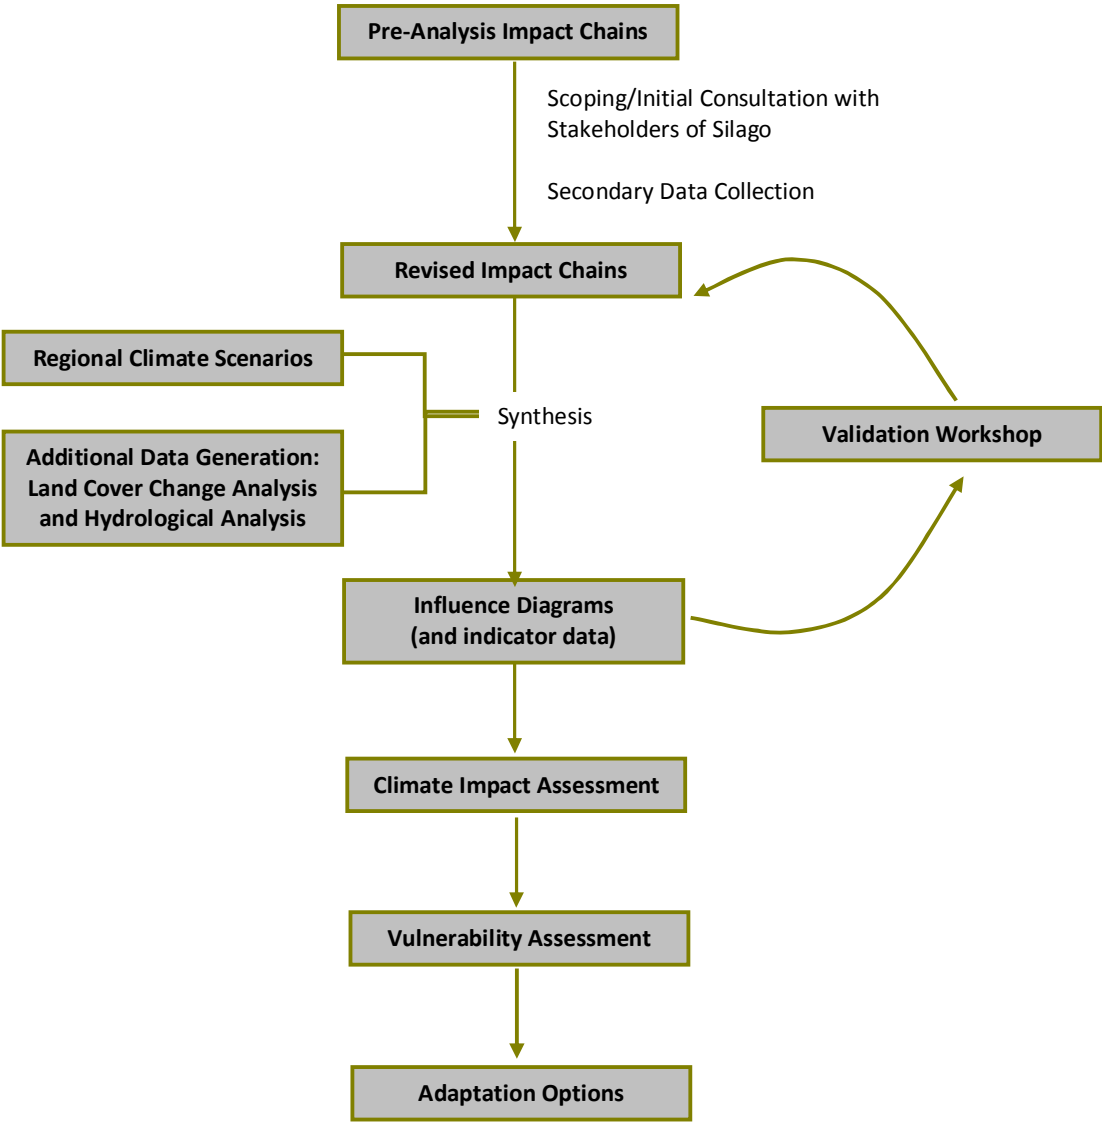 Pre-Analysis Impact Chains
Scoping/Initial Consultation with
Stakeholders of Silago
Secondary Data Collection
Revised Impact Chains
Regional Climate Scenarios
Synthesis
Validation Workshop
Additional Data Generation:
Land Cover Change Analysis
and Hydrological Analysis
Influence Diagrams
(and indicator data)
Climate Impact Assessment
Vulnerability Assessment
Adaptation Options